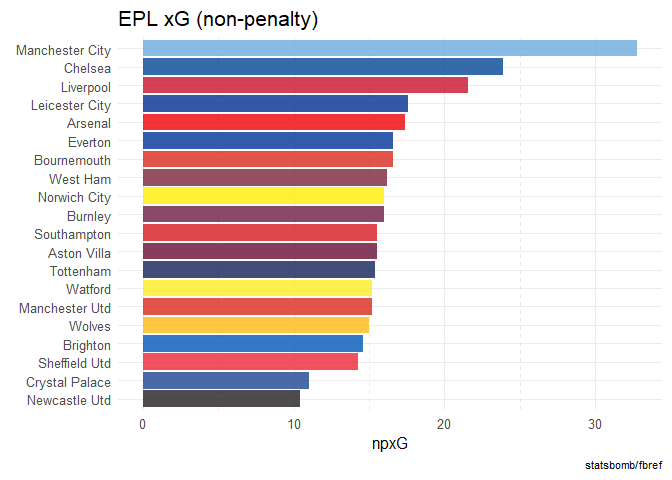 EPL xG (non-penalty)
Manchester City
Chelsea
Liverpool
Leicester City
Arsenal
Everton
Bournemouth
West Ham
Norwich City
Burnley
Southampton
Aston Villa
Tottenham
Watford
Manchester Utd
Wolves
Brighton
Sheffield Utd
Crystal Palace
Newcastle Utd
0 10 20 30
npxG
statsbomb/fbref